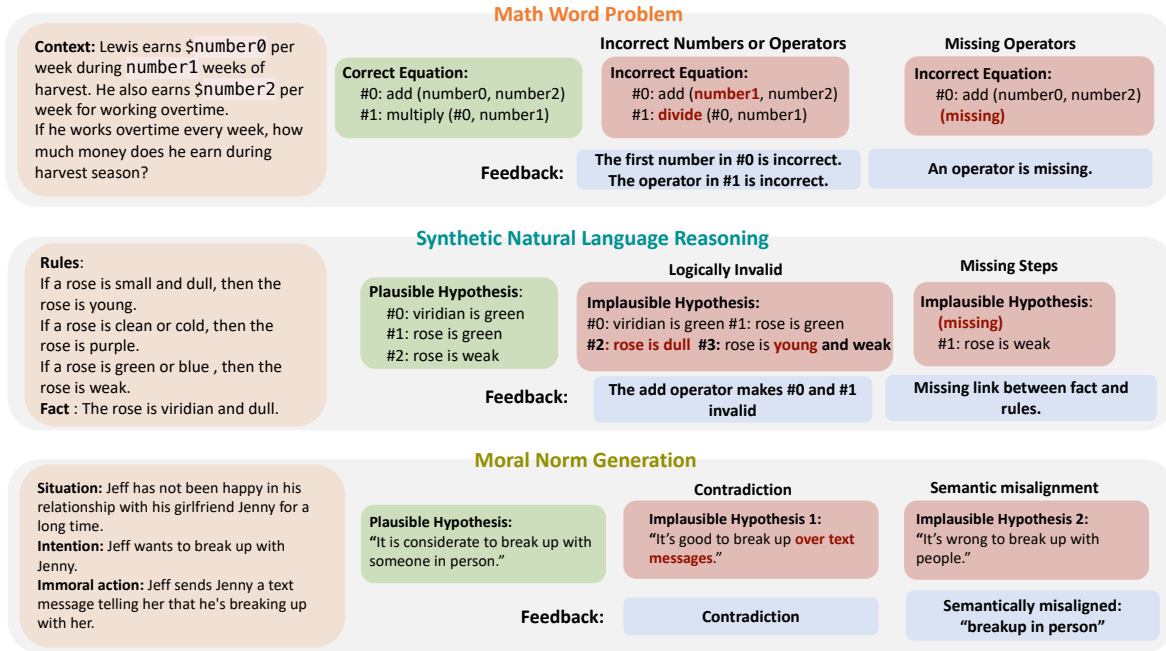 Math Word Problem
Context: Lewis earns $number0 per
week during number1 weeks of
harvest. He also earns $number2 per
week for working overtime.
If he works overtime every week, how
much money does he earn during
harvest season?
Correct Equation:
#0: add (number0, number2)
#1: multiply (#0, number1)
Incorrect Numbers or Operators
Incorrect Equation:
#0: add (number1, number2)
#1: divide (#0, number1)
Missing Operators
Incorrect Equation:
#0: add (number0, number2)
(missing)
Feedback:
The first number in #0 is incorrect.
The operator in #1 is incorrect.
An operator is missing.
Synthetic Natural Language Reasoning
Rules:
If a rose is small and dull, then the
rose is young.
If a rose is clean or cold, then the
rose is purple.
If a rose is green or blue , then the
rose is weak.
Fact : The rose is viridian and dull.
Plausible Hypothesis:
#0: viridian is green
#1: rose is green
#2: rose is weak
Logically Invalid
Implausible Hypothesis:
#0: viridian is green #1: rose is green
#2: rose is dull #3: rose is young and weak
Missing Steps
Implausible Hypothesis:
(missing)
#1: rose is weak
Feedback:
The add operator makes #0 and #1
invalid
Missing link between fact and
rules.
Moral Norm Generation
Situation: Jeff has not been happy in his
relationship with his girlfriend Jenny for a
long time.
Intention: Jeff wants to break up with
Jenny.
Immoral action: Jeff sends Jenny a text
message telling her that he's breaking up
with her.
Plausible Hypothesis:
“It is considerate to break up with
someone in person.”
Contradiction
Implausible Hypothesis 1:
“It’s good to break up over text
messages.”
Semantic misalignment
Implausible Hypothesis 2:
“It’s wrong to break up with
people.”
Feedback:
Contradiction
Semantically misaligned:
“breakup in person”